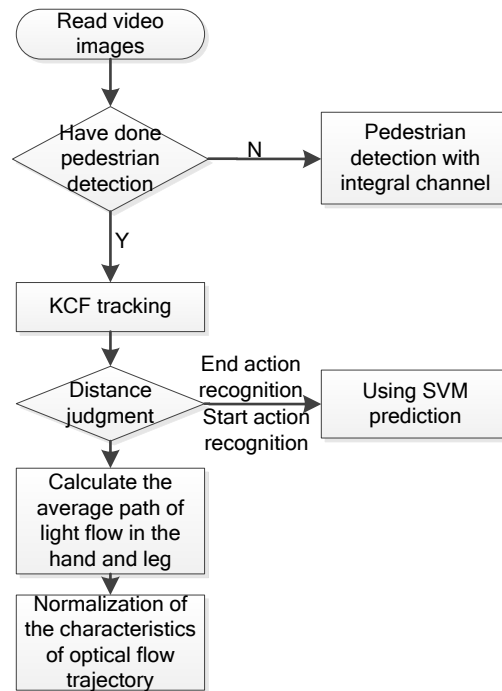 Read video
images
Have done
pedestrian
detection
N
Pedestrian
detection with
integral channel
Y
KCF tracking
Distance
judgment
End action
recognition
Start action
recognition
Using SVM
prediction
Calculate the
average path of
light flow in the
hand and leg
Normalization of
the characteristics
of optical flow
trajectory